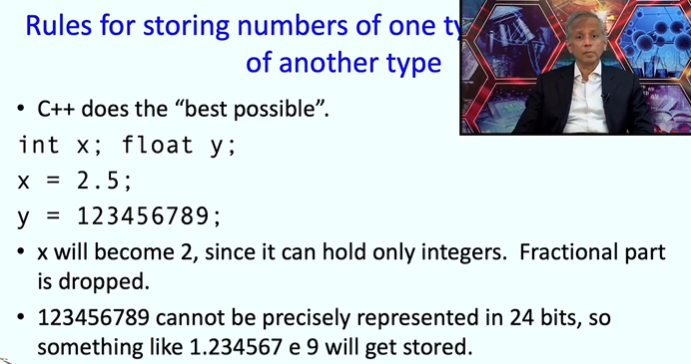 Rules for storing numbers of one
of another type
• C++ does the “best possible”.
int x; float y;
x = 2.5;
y = 123456789;
• x will become 2, since it can hold only integers. Fractional part
is dropped.
• 123456789 cannot be precisely represented in 24 bits, so
something like 1.234567 e 9 will get stored.